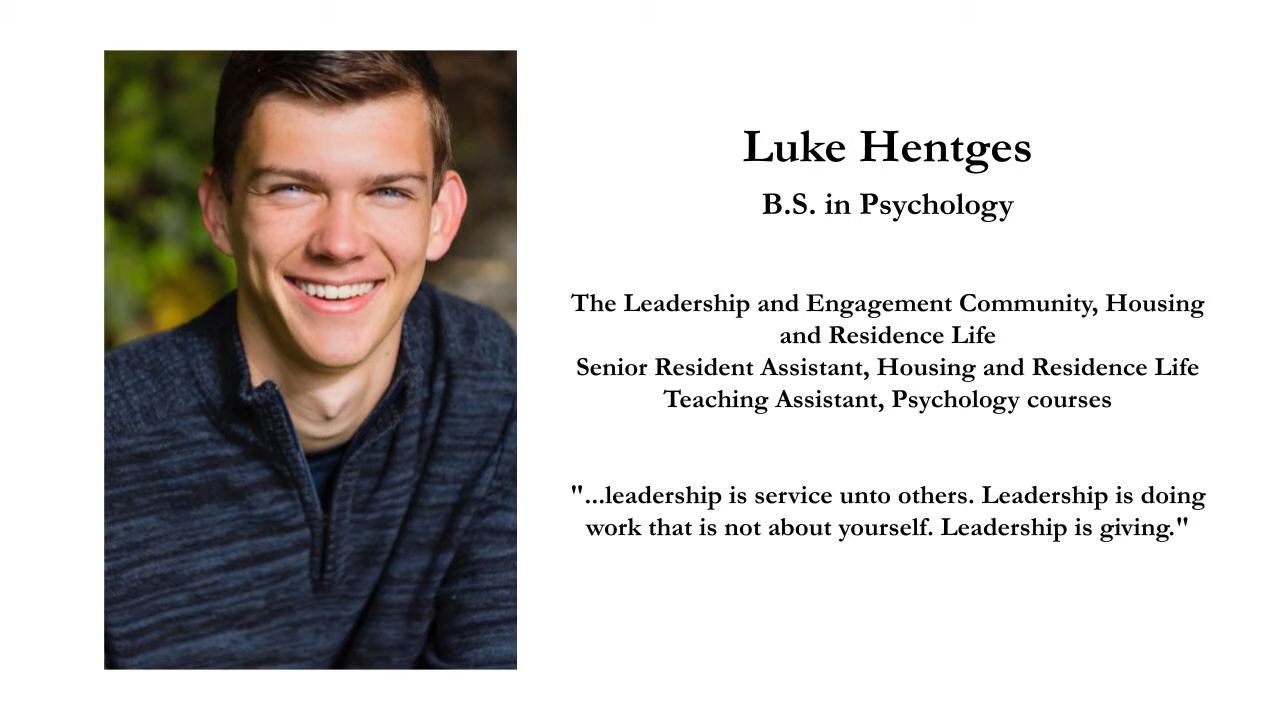 Luke Hentges
B.S. in Psychology
The Leadership and Engagement Community, Housing
and Residence Life
Senior Resident Assistant, Housing and Residence Life
Teaching Assistant, Psychology courses
"...leadership is service unto others. Leadership is doing
work that is not about yourself. Leadership is giving."